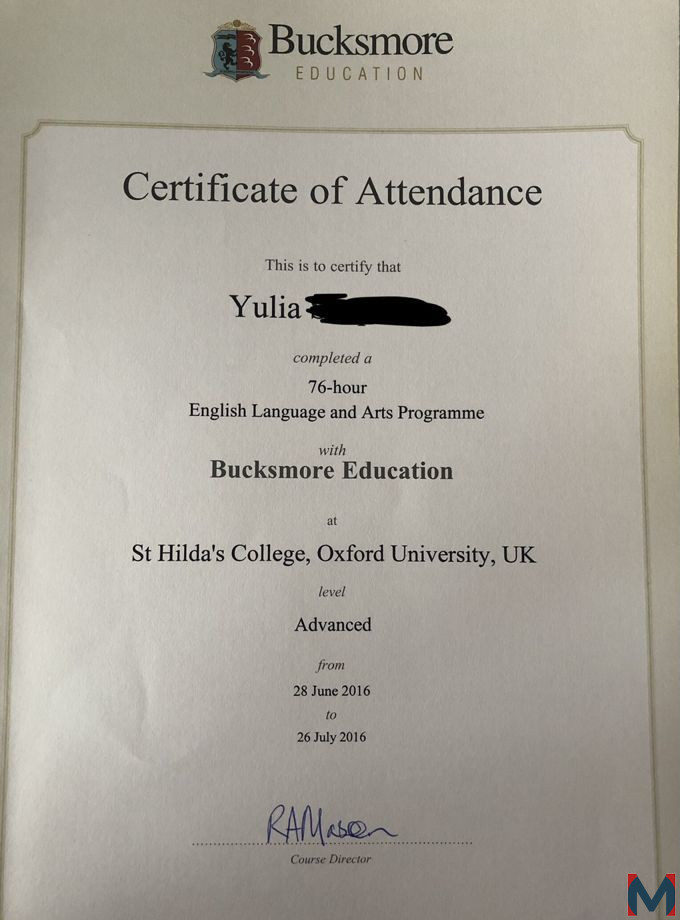 Bucksmore
EDUCATION
Certificate of Attendance
This is to certify that
Yulia
completed a
76-hour
English Language and Arts Programme
with
Bucksmore Education
at
St Hilda's College, Oxford University, UK
level
Advanced
from
28 June 2016
to
26 July 2016
RAMason
Course Director
M